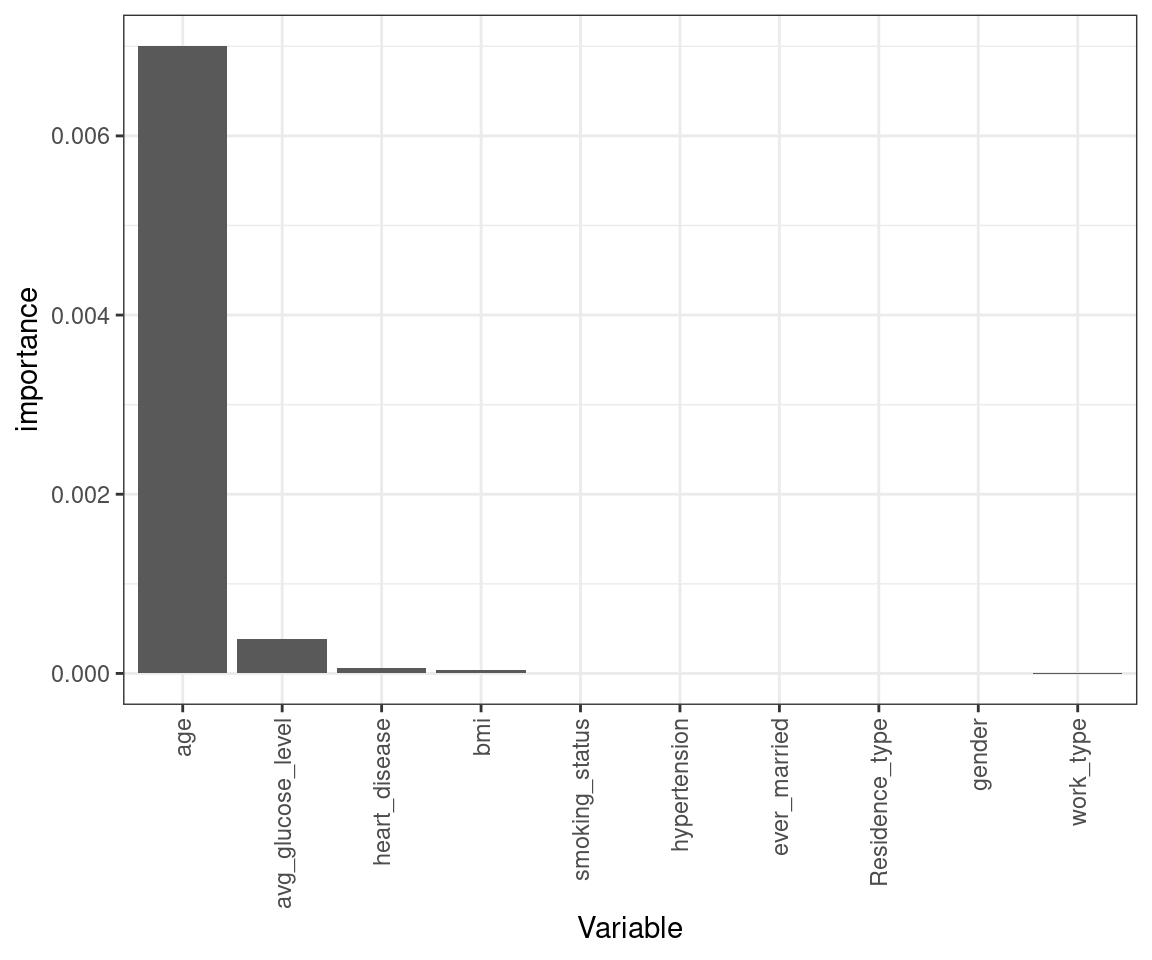 importance
0.006
0.004
0.002
0.000
age
avg_glucose_level
heart_disease
bmi
smoking_status
hypertension
ever_married
Residence_type
gender
work_type
Variable